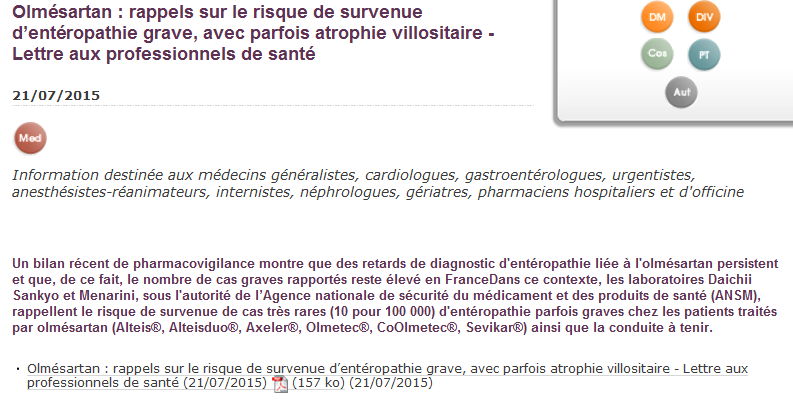 Olmésartan : rappels sur le risque de survenue
d’entéropathie grave, avec parfois atrophie villositaire -
Lettre aux professionnels de santé
DM DIV
Cos PT
Aut
21/07/2015
Med
Information destinée aux médecins généralistes, cardiologues, gastroentérologues, urgentistes,
anesthésistes-réanimateurs, internistes, néphrologues, gériatres, pharmaciens hospitaliers et d'officine
Un bilan récent de pharmacovigilance montre que des retards de diagnostic d'entéropathie liée à l'olmésartan persistent
et que, de ce fait, le nombre de cas graves rapportés reste élevé en FranceDans ce contexte, les laboratoires Daichii
Sankyo et Menarini, sous l'autorité de l’Agence nationale de sécurité du médicament et des produits de santé (ANSM),
rappellent le risque de survenue de cas très rares (10 pour 100 000) d'entéropathie parfois graves chez les patients traités
par olmésartan (Alteis®, Alteisduo®, Axeler®, Olmetec®, CoOlmetec®, Sevikar®) ainsi que la conduite à tenir.
· Olmésartan : rappels sur le risque de survenue d’entéropathie grave, avec parfois atrophie villositaire - Lettre aux
professionnels de santé (21/07/2015) (157 ko) (21/07/2015)